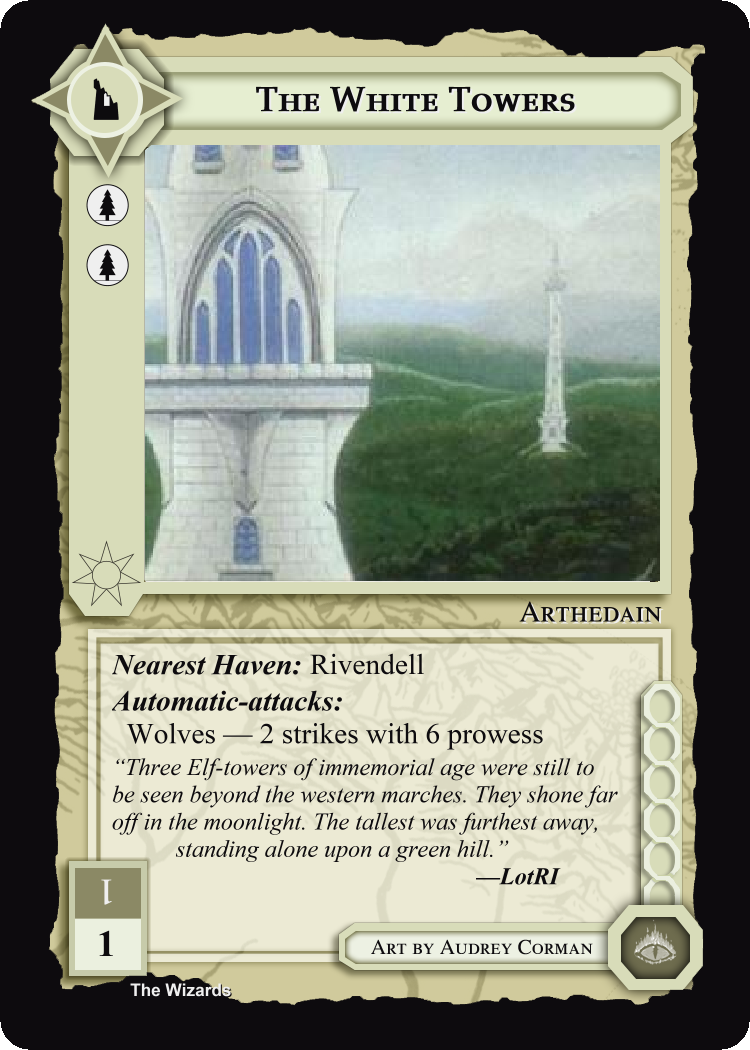 The White Towers
Arthedain
Nearest Haven: Rivendell
Automatic-attacks:
Wolves — 2 strikes with 6 prowess
“Three Elf-towers of immemorial age were still to
be seen beyond the western marches. They shone far
off in the moonlight. The tallest was furthest away,
standing alone upon a green hill.”
—LotRI
1
1
Art by Audrey Corman
The Wizards